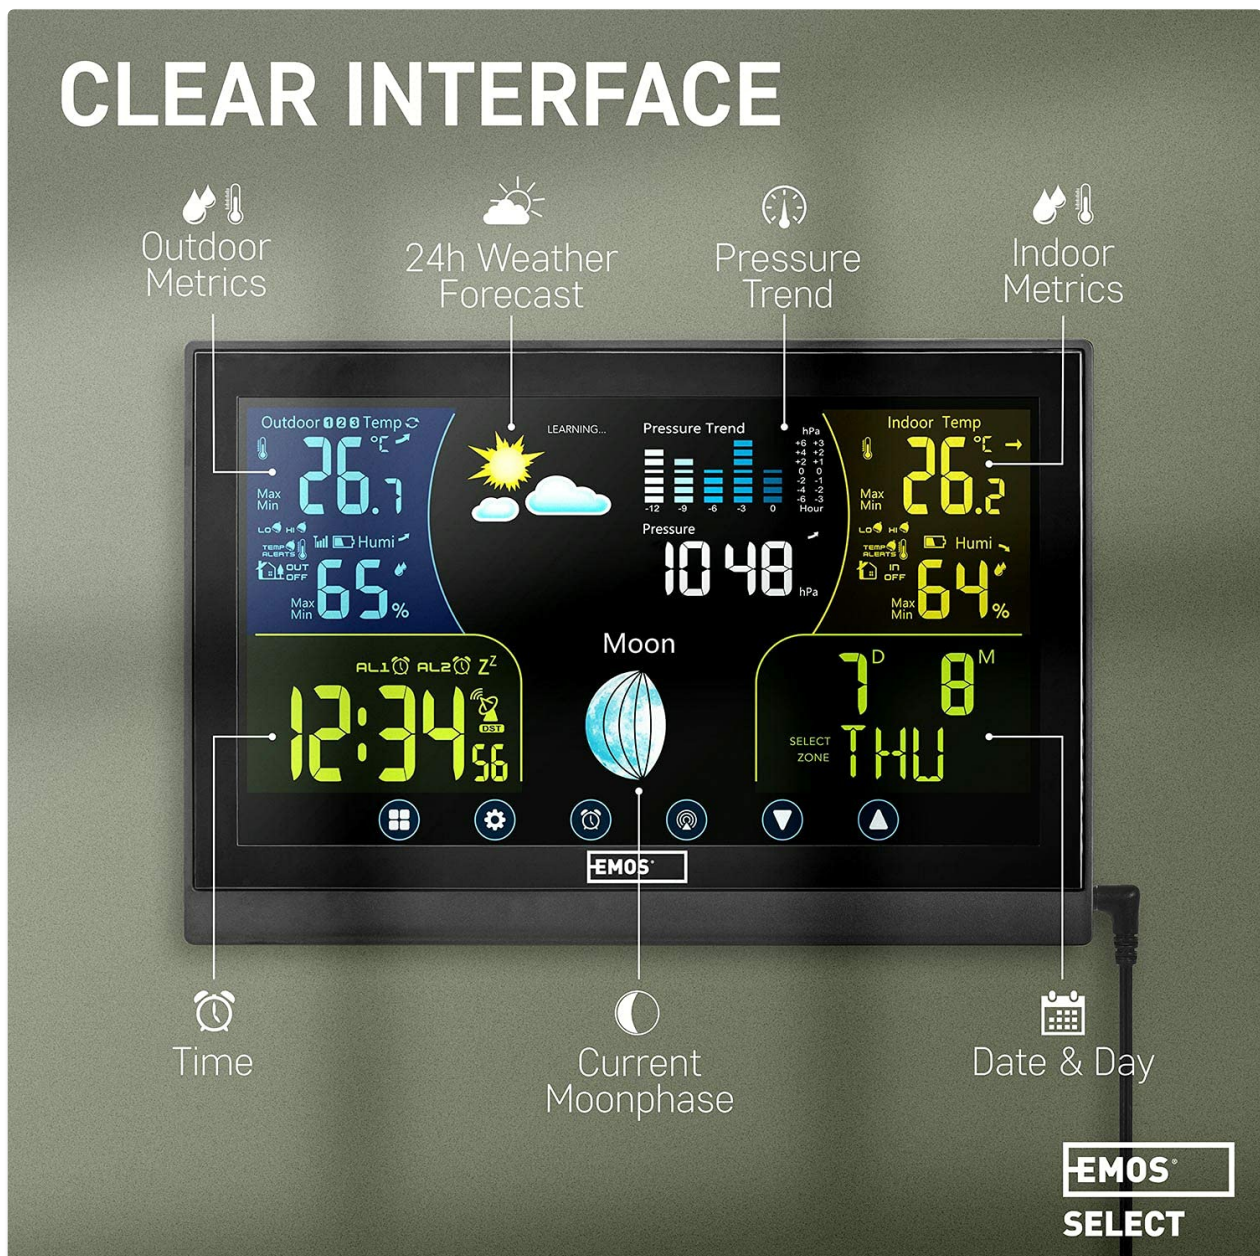 CLEAR INTERFACE
Outdoor
Metrics
24h Weather
Forecast
Pressure
Trend
Indoor
Metrics
Outdoor 1 2 3 Temp
26.7 °C
Max
Min
LO HI
TEMP
ALERTS
Humi
OUT
OFF
65 %
Max
Min
LEARNING...
Pressure Trend
hPa
+6 +3
+4 +2
+2 +1
0 0
-2 -1
-4 -2
-6 -3
-12 -9 -6 -3 0 Hour
Pressure
1048 hPa
Indoor Temp
26.2 °C
Max
Min
LO HI
TEMP
ALERTS
Humi
IN
OFF
64 %
Max
Min
AL1 AL2 Zz
12:34 56
DST
Moon
7 D 8 M
SELECT
ZONE
THU
EMOS
Time
Current
Moonphase
Date & Day
EMOS®
SELECT